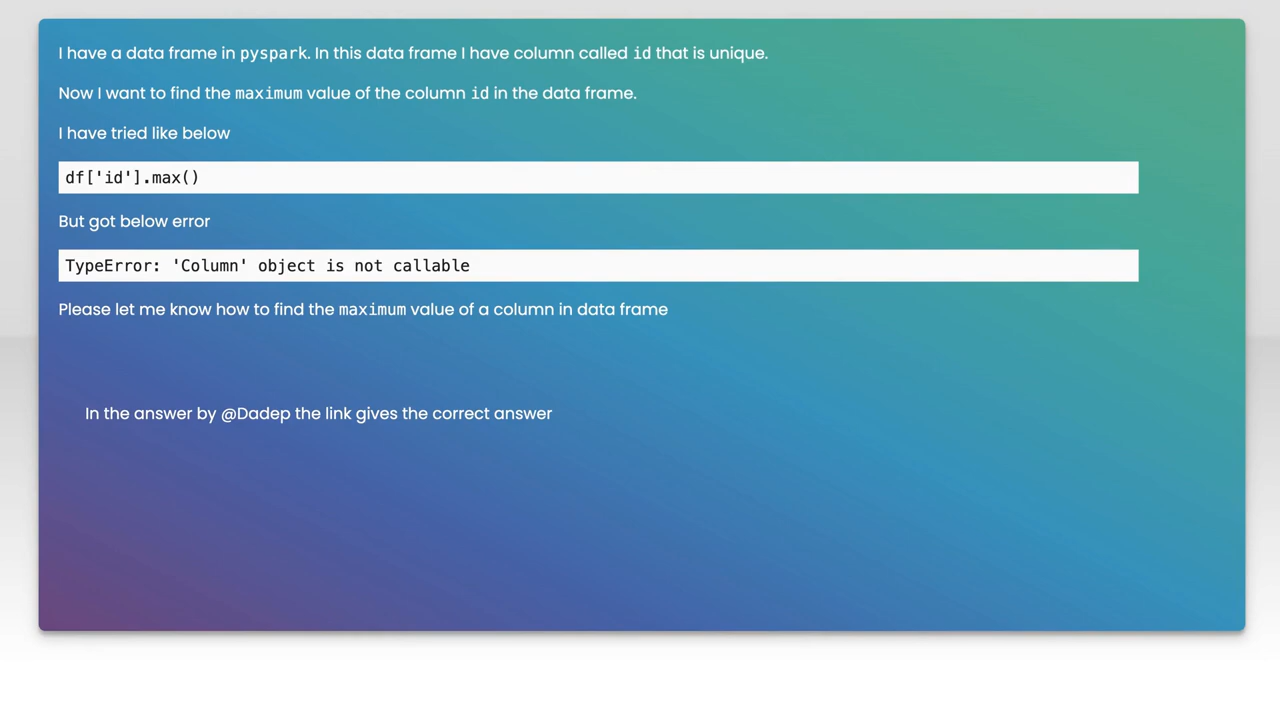 I have a data frame in pyspark. In this data frame I have column called id that is unique.
Now I want to find the maximum value of the column id in the data frame.
I have tried like below
df['id'].max()
But got below error
TypeError: 'Column' object is not callable
Please let me know how to find the maximum value of a column in data frame
In the answer by @Dadep the link gives the correct answer